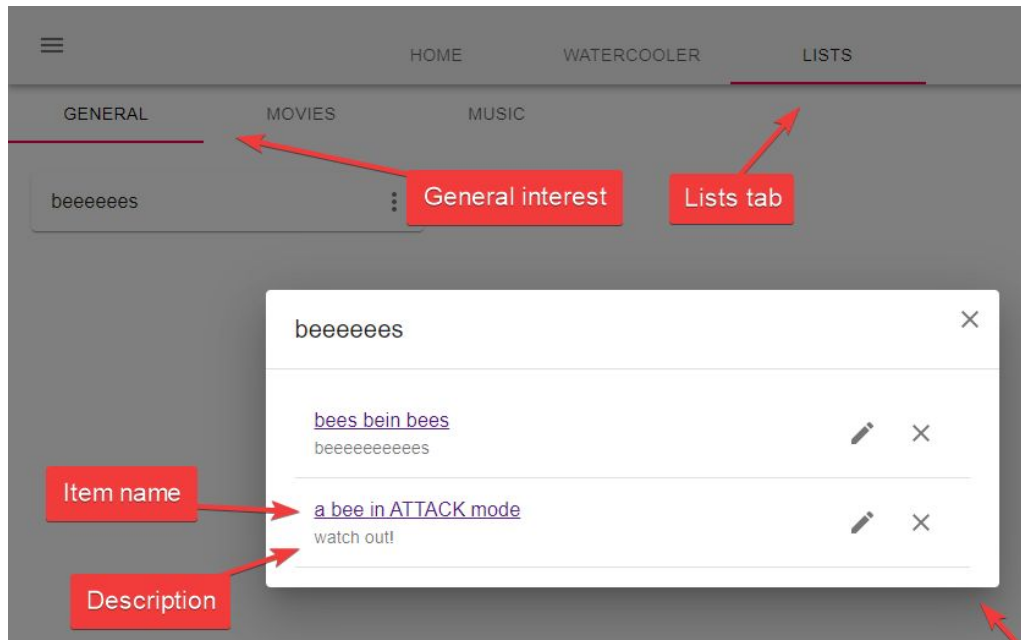 HOME WATERCOOLER LISTS
GENERAL MOVIES MUSIC
beeeeees
General interest
Lists tab
beeeeees
bees bein bees
beeeeeeeeees
Item name
a bee in ATTACK mode
watch out!
Description